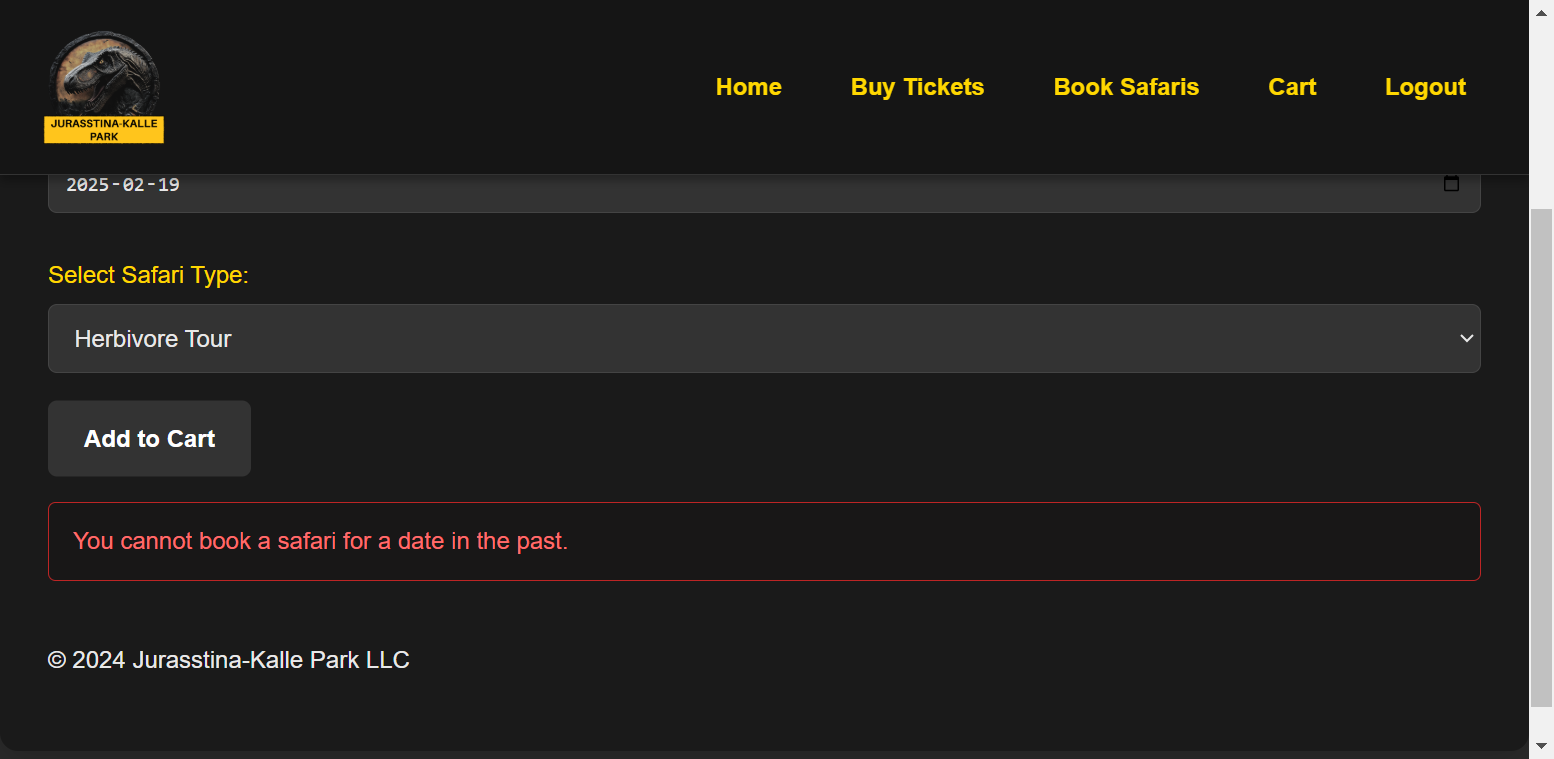 JURASSTINA-KALLE
PARK
Home
Buy Tickets
Book Safaris
Cart
Logout
2025-02-19
Select Safari Type:
Herbivore Tour
Add to Cart
You cannot book a safari for a date in the past.
© 2024 Jurasstina-Kalle Park LLC